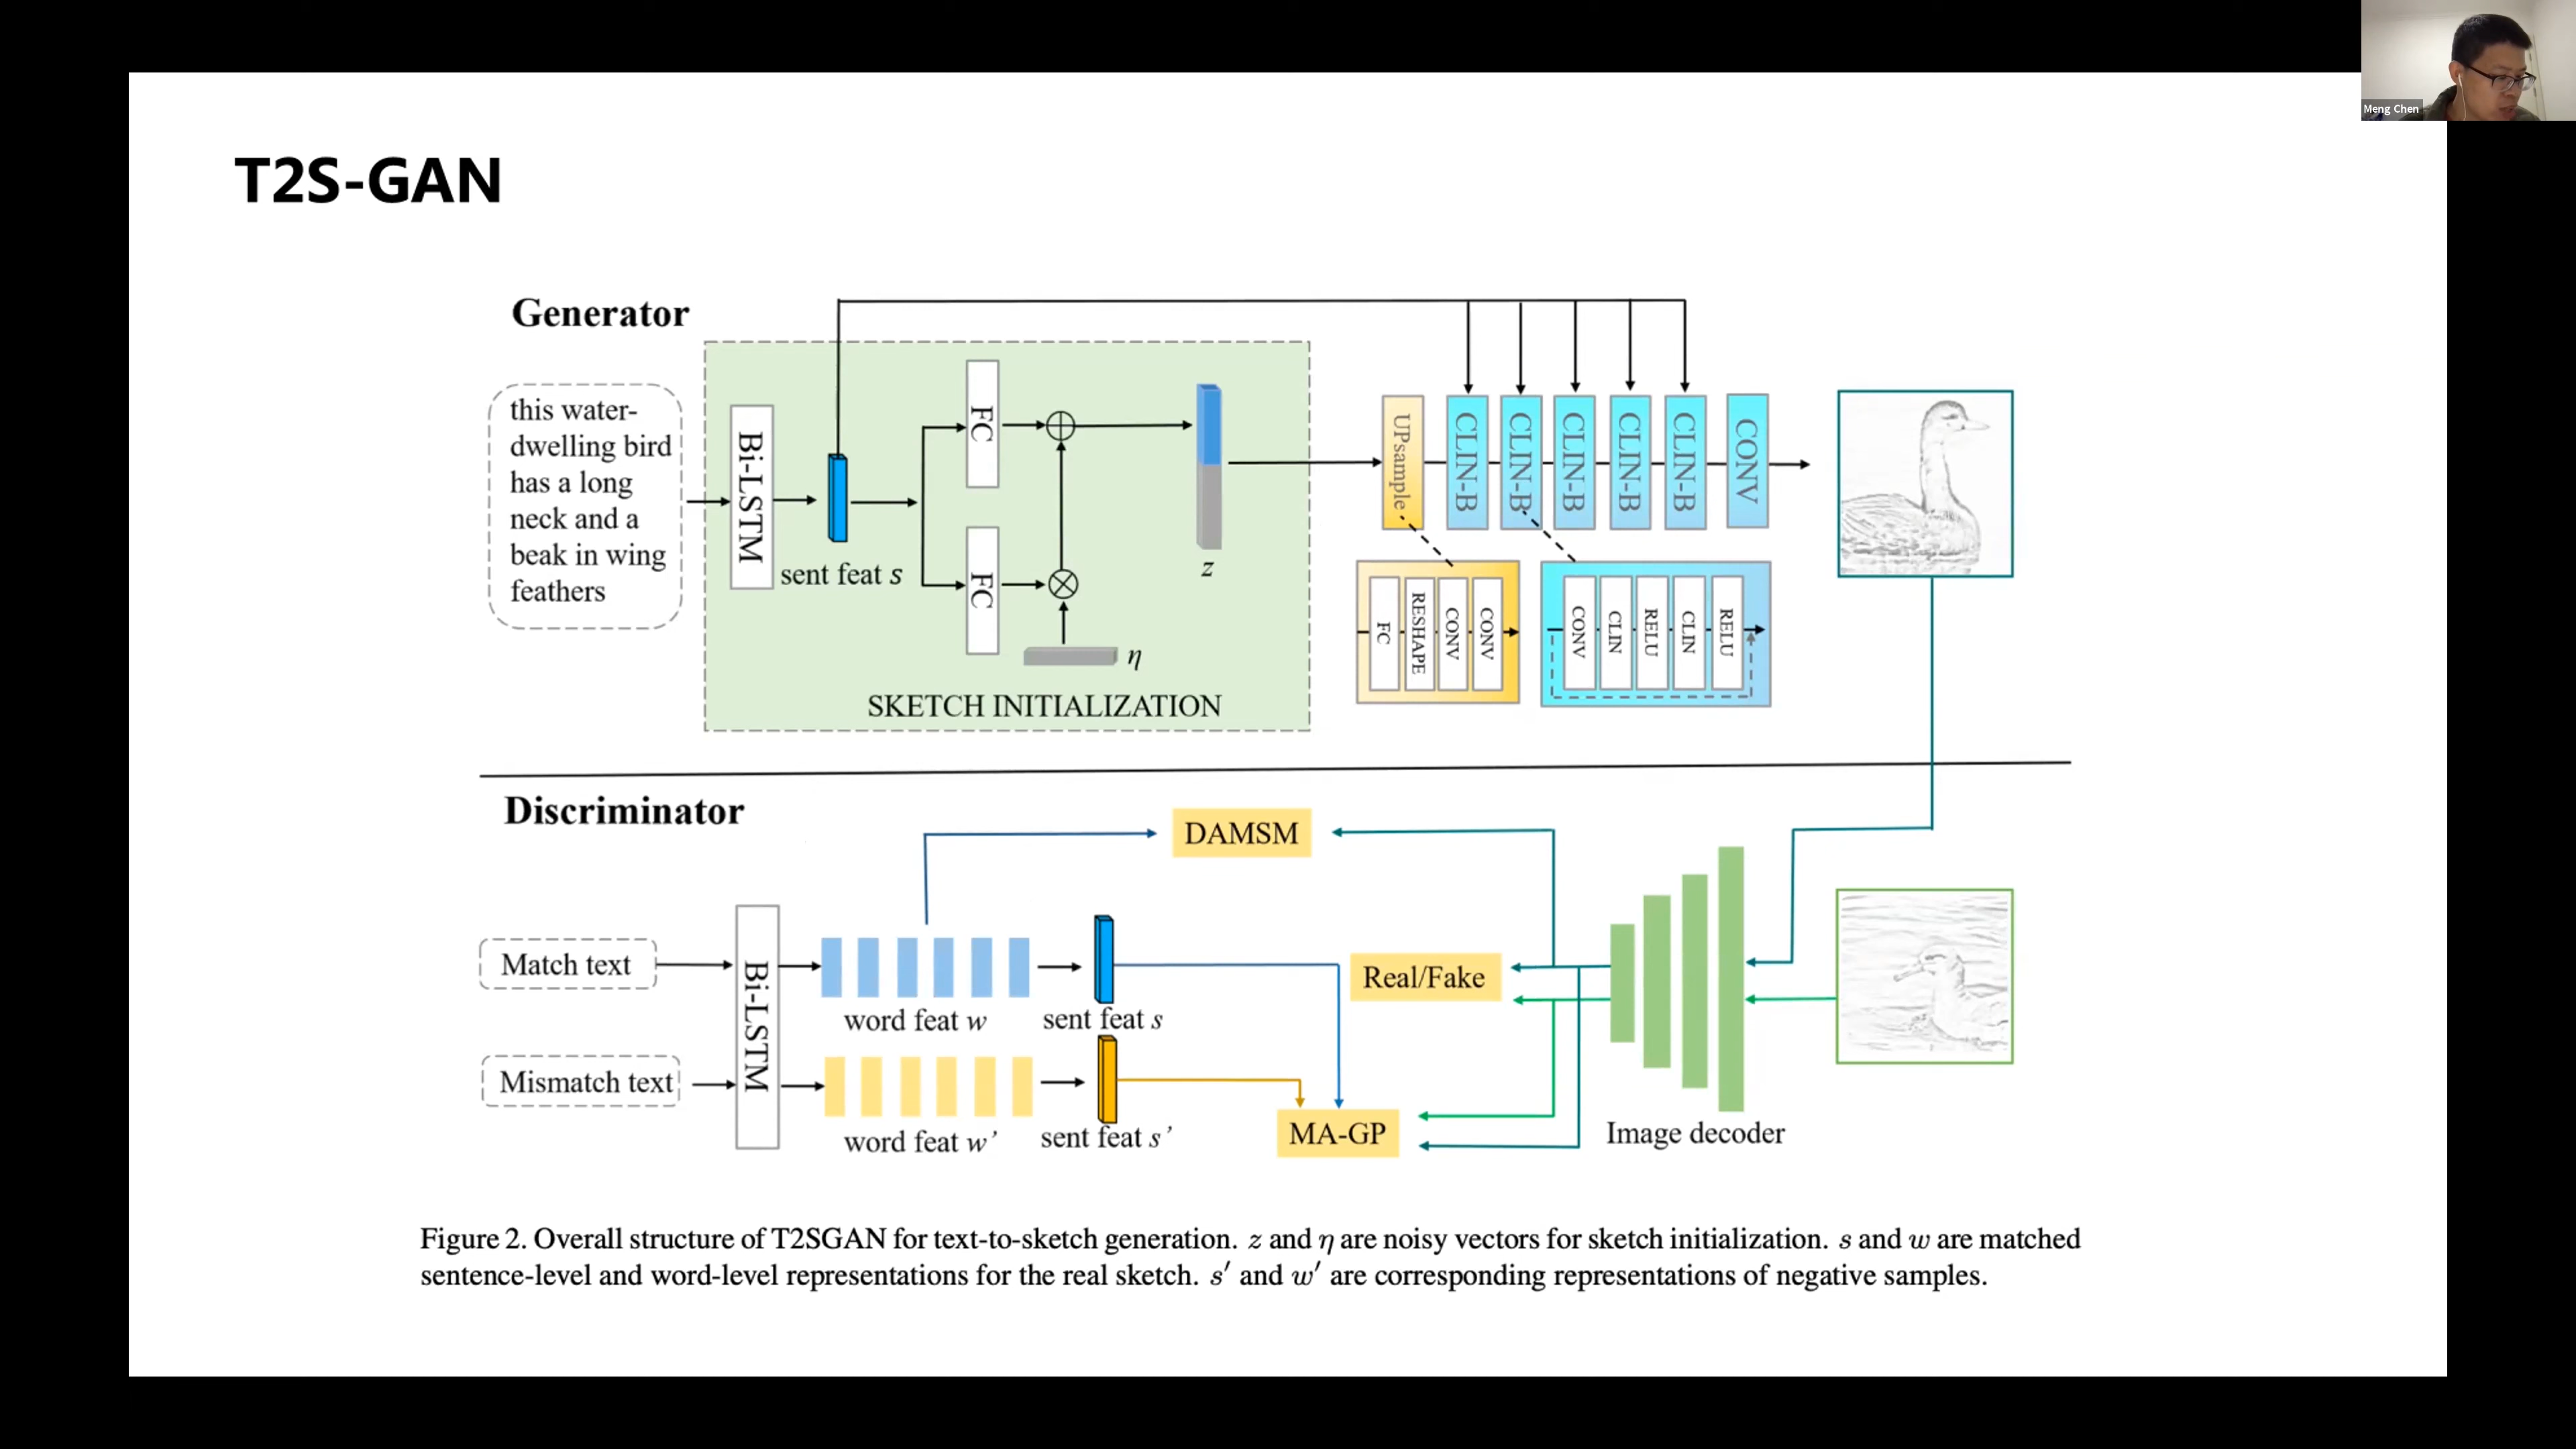 Meng Chen
T2S-GAN
Generator
this water-
dwelling bird
has a long
neck and a
beak in wing
feathers
Bi-LSTM
sent feat s
FC
FC
η
z
SKETCH INITIALIZATION
UPsample
CLIN-B
CLIN-B
CLIN-B
CLIN-B
CLIN-B
CONV
FC
RESHAPE
CONV
CONV
CONV
CLIN
RELU
CLIN
RELU
Discriminator
DAMSM
Match text
Mismatch text
Bi-LSTM
word feat w
sent feat s
word feat w’
sent feat s’
Real/Fake
MA-GP
Image decoder
Figure 2. Overall structure of T2SGAN for text-to-sketch generation. z and η are noisy vectors for sketch initialization. s and w are matched
sentence-level and word-level representations for the real sketch. s′ and w′ are corresponding representations of negative samples.